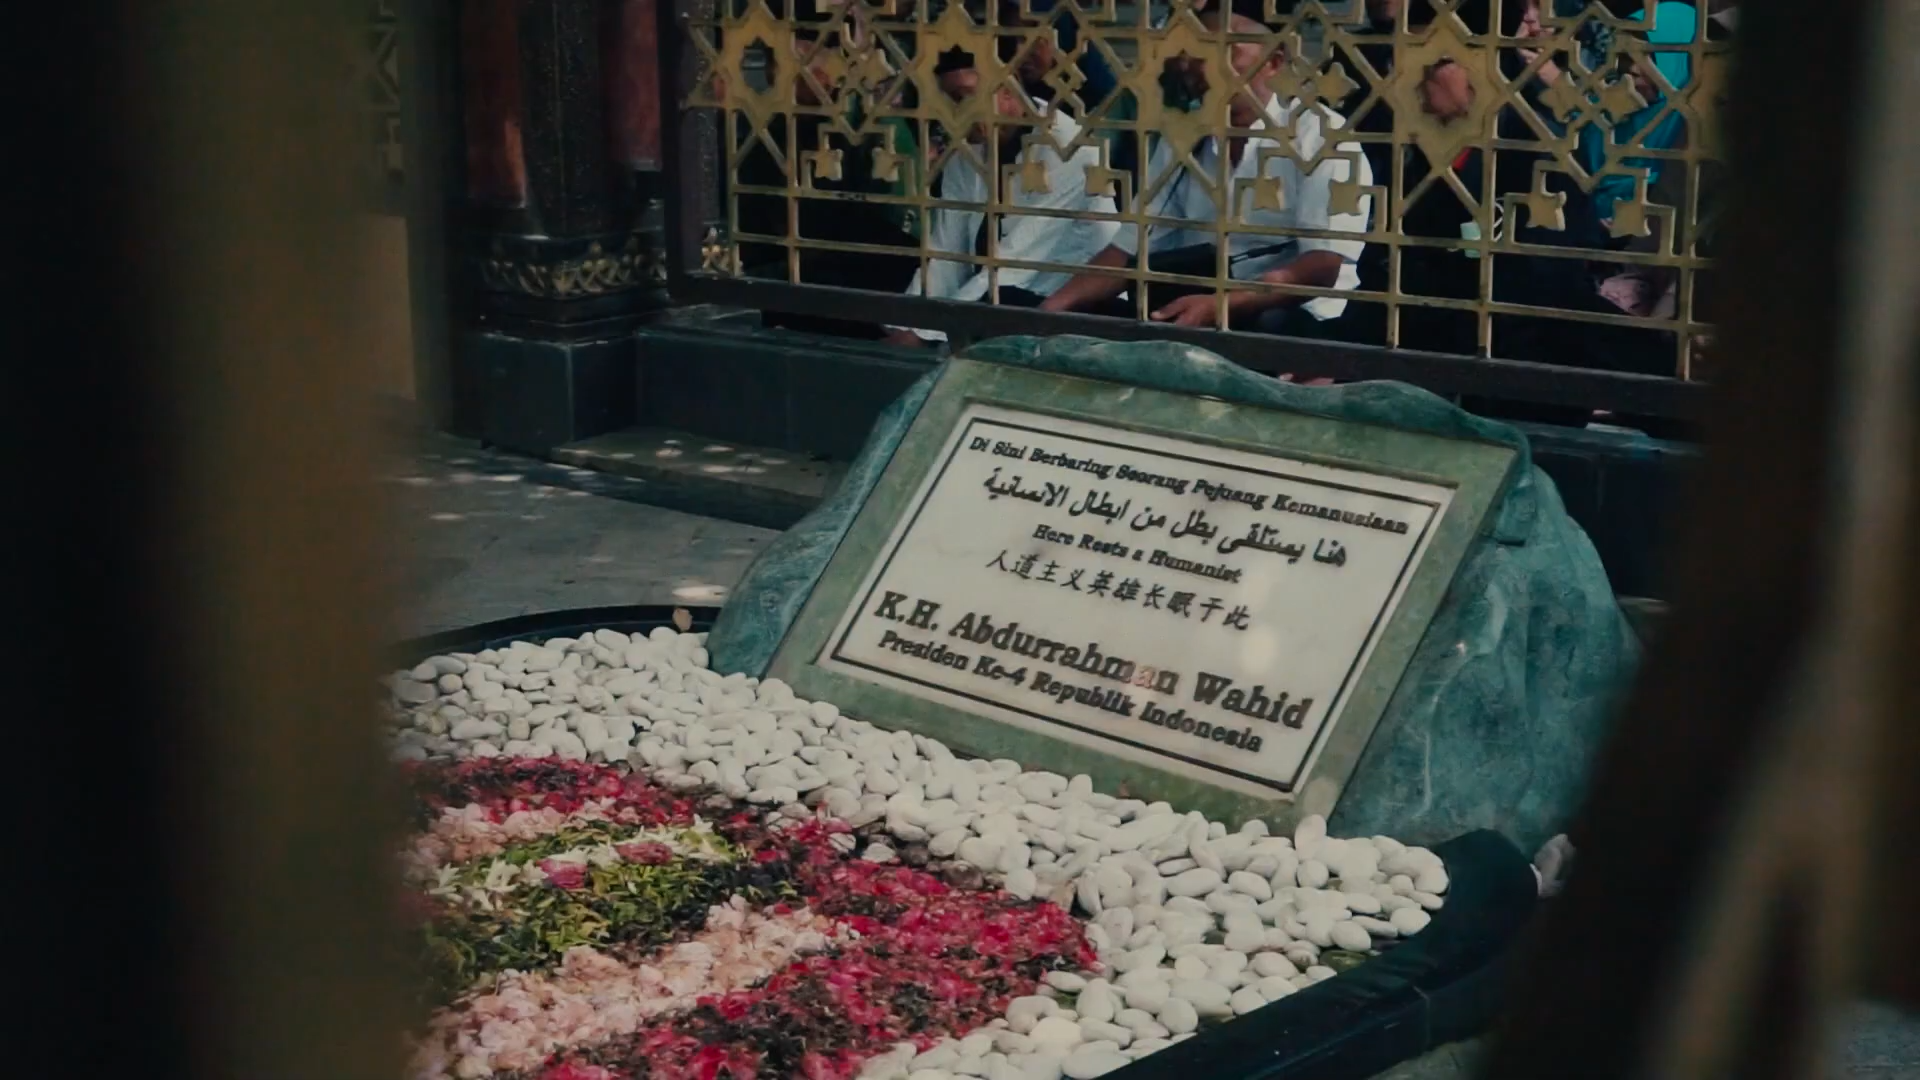 Di Sini Berbaring Seorang Pejuang Kemanusiaan
هنا يستلقى بطل من ابطال الانسانية
Here Rests a Humanist
人道主义英雄长眠于此
K.H. Abdurrahman Wahid
Presiden Ke-4 Republik Indonesia